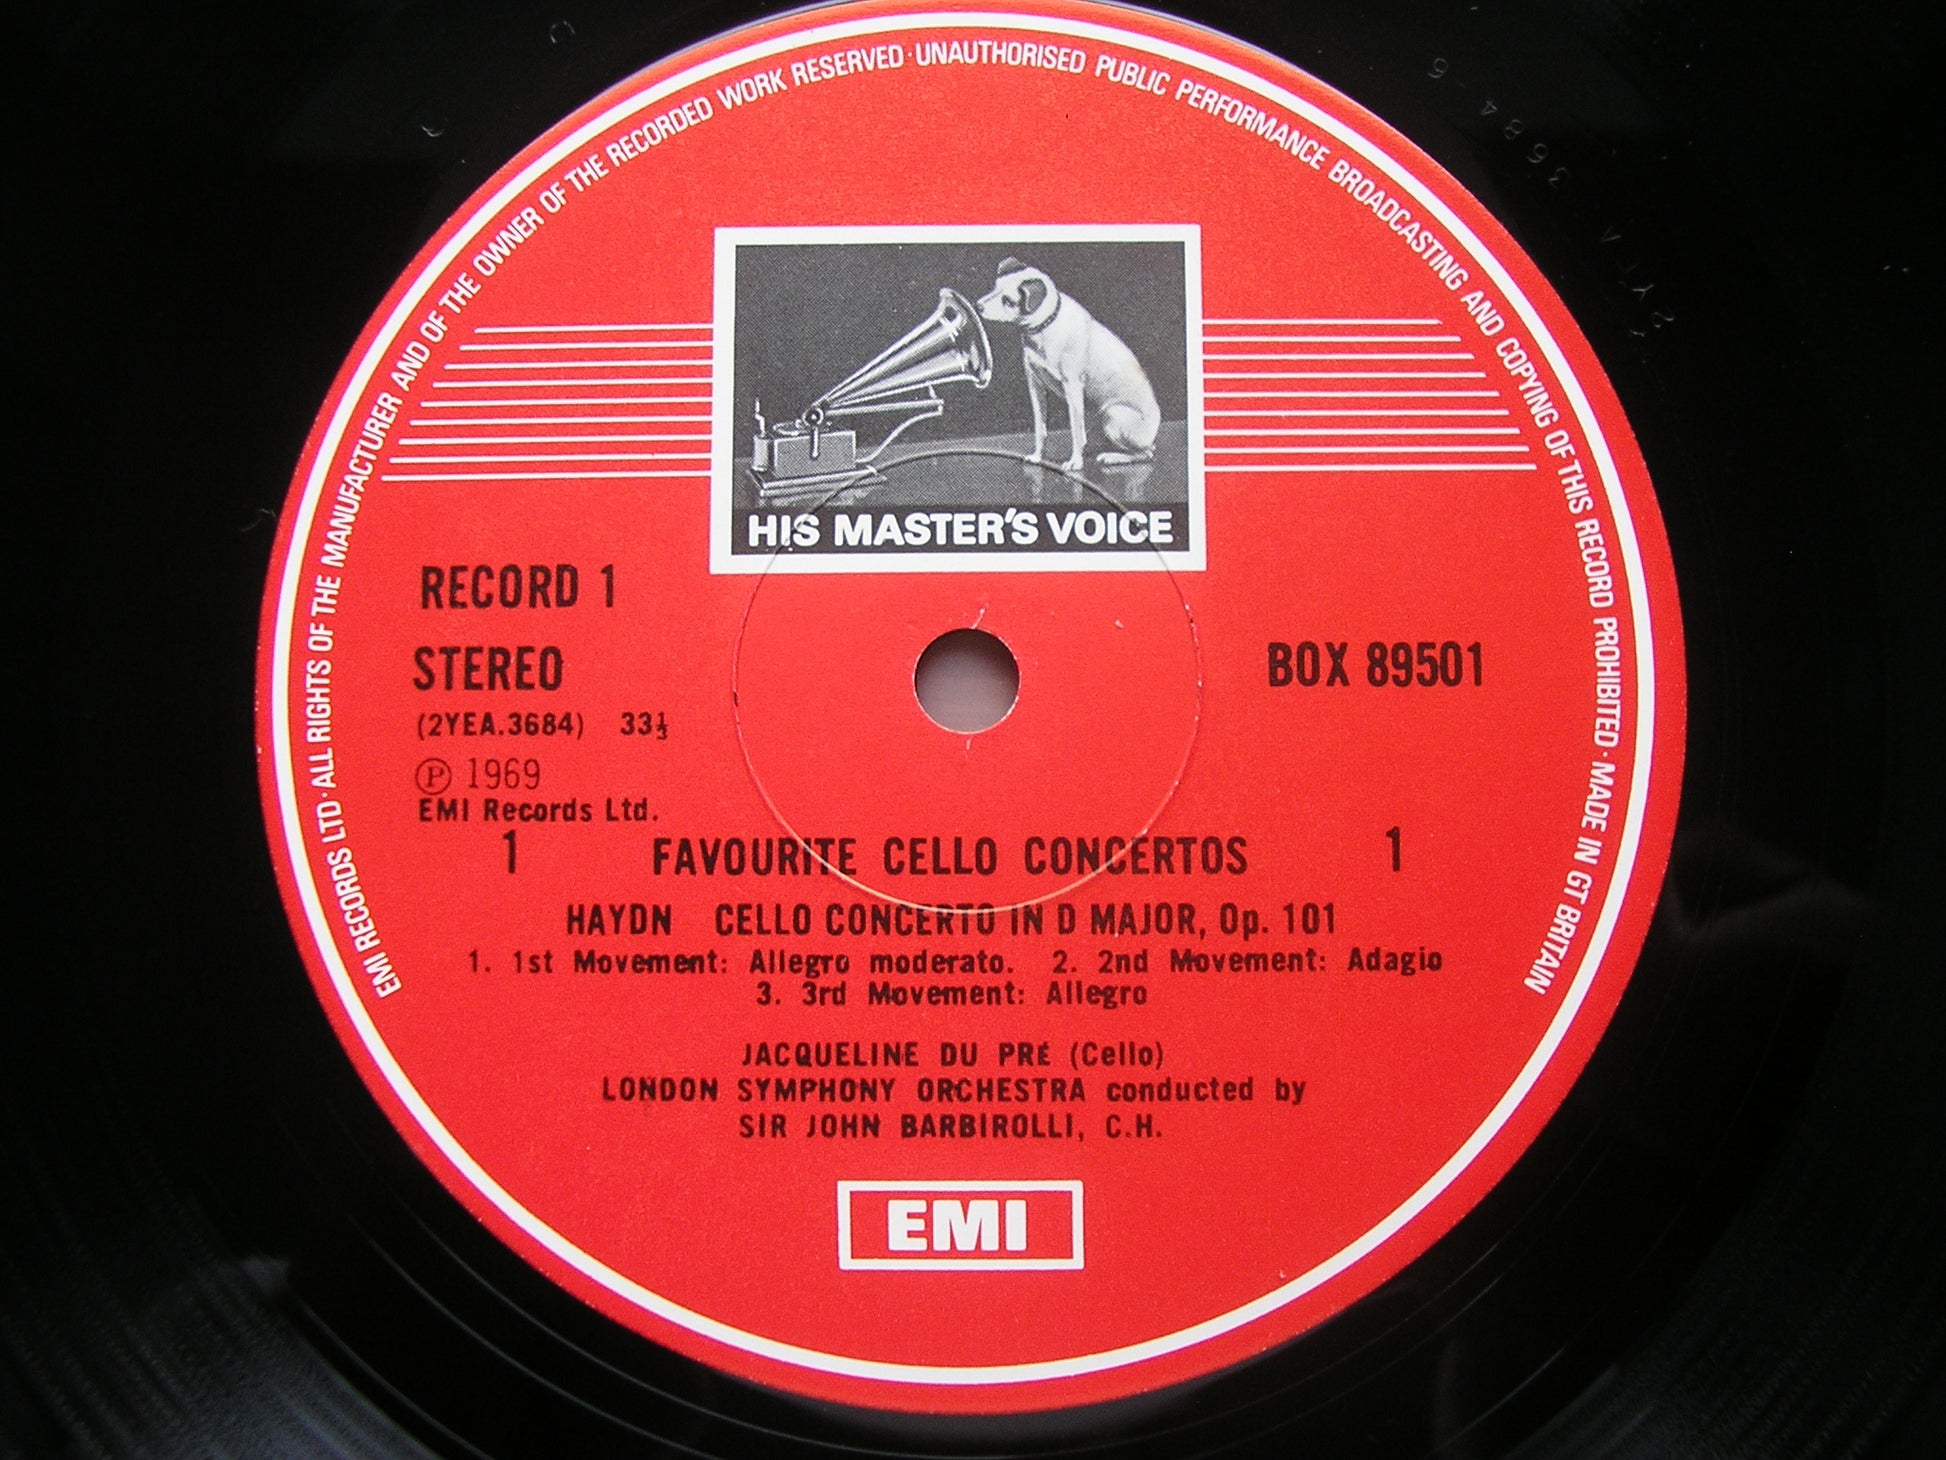 EMI RECORDS LTD · ALL RIGHTS OF THE MANUFACTURER AND OF THE OWNER OF THE RECORDED WORK RESERVED · UNAUTHORISED PUBLIC PERFORMANCE BROADCASTING AND COPYING OF THIS RECORD PROHIBITED · MADE IN GT BRITAIN
HIS MASTER'S VOICE
RECORD 1
STEREO
BOX 89501
(2YEA.3684) 33⅓
℗ 1969
EMI Records Ltd.
1 FAVOURITE CELLO CONCERTOS 1
HAYDN CELLO CONCERTO IN D MAJOR, Op. 101
1. 1st Movement: Allegro moderato. 2. 2nd Movement: Adagio
3. 3rd Movement: Allegro
JACQUELINE DU PRÉ (Cello)
LONDON SYMPHONY ORCHESTRA conducted by
SIR JOHN BARBIROLLI, C.H.
EMI